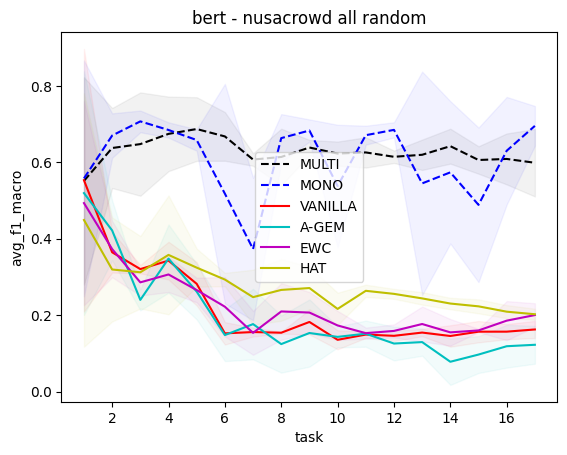 bert - nusacrowd all random
avg_f1_macro
0.8
0.6
0.4
0.2
0.0
MULTI
MONO
VANILLA
A-GEM
EWC
HAT
2 4 6 8 10 12 14 16
task